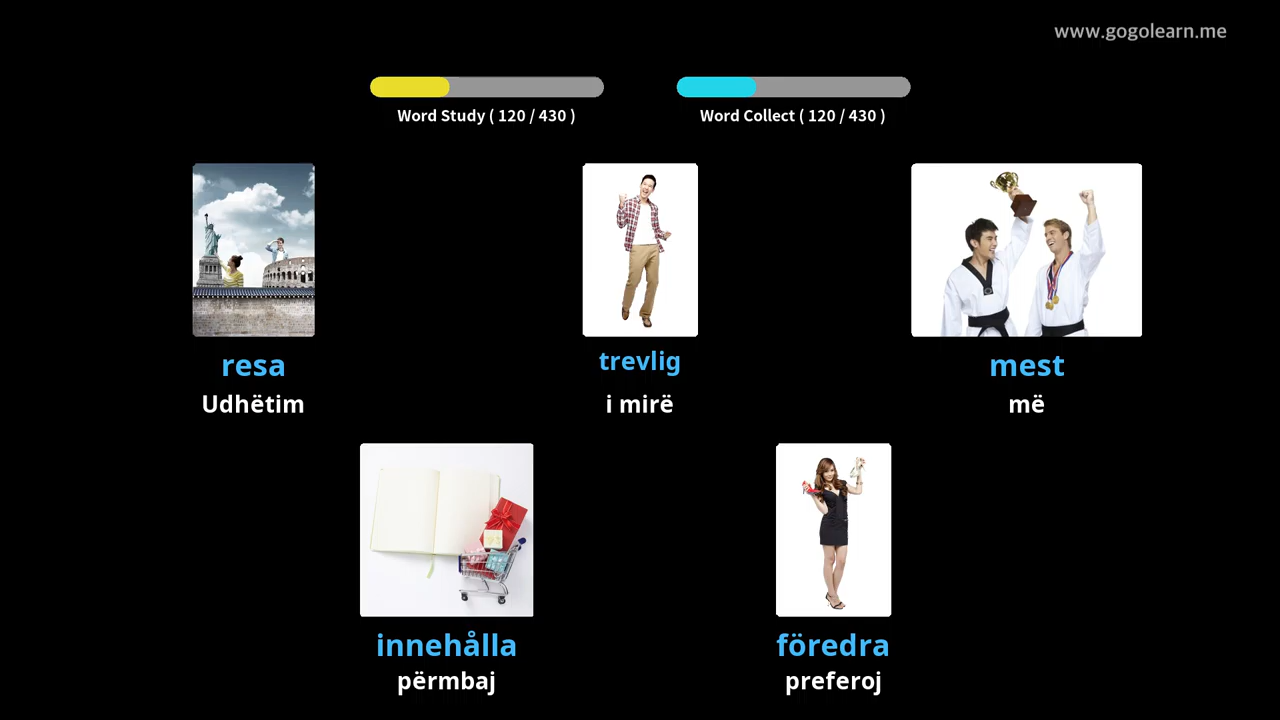 www.gogolearn.me
Word Study ( 120 / 430 )
Word Collect ( 120 / 430 )
resa
Udhëtim
trevlig
i mirë
mest
më
innehålla
përmbaj
föredra
preferoj